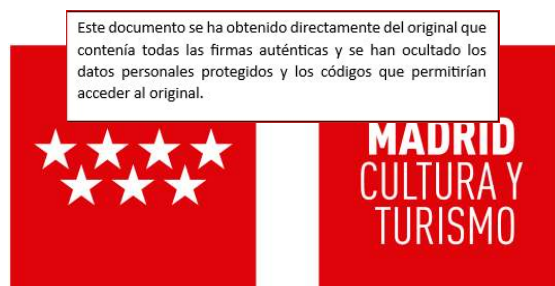 Este documento se ha obtenido directamente del original que
contenía todas las firmas auténticas y se han ocultado los
datos personales protegidos y los códigos que permitirían
acceder al original.
MADRID
CULTURA Y
TURISMO